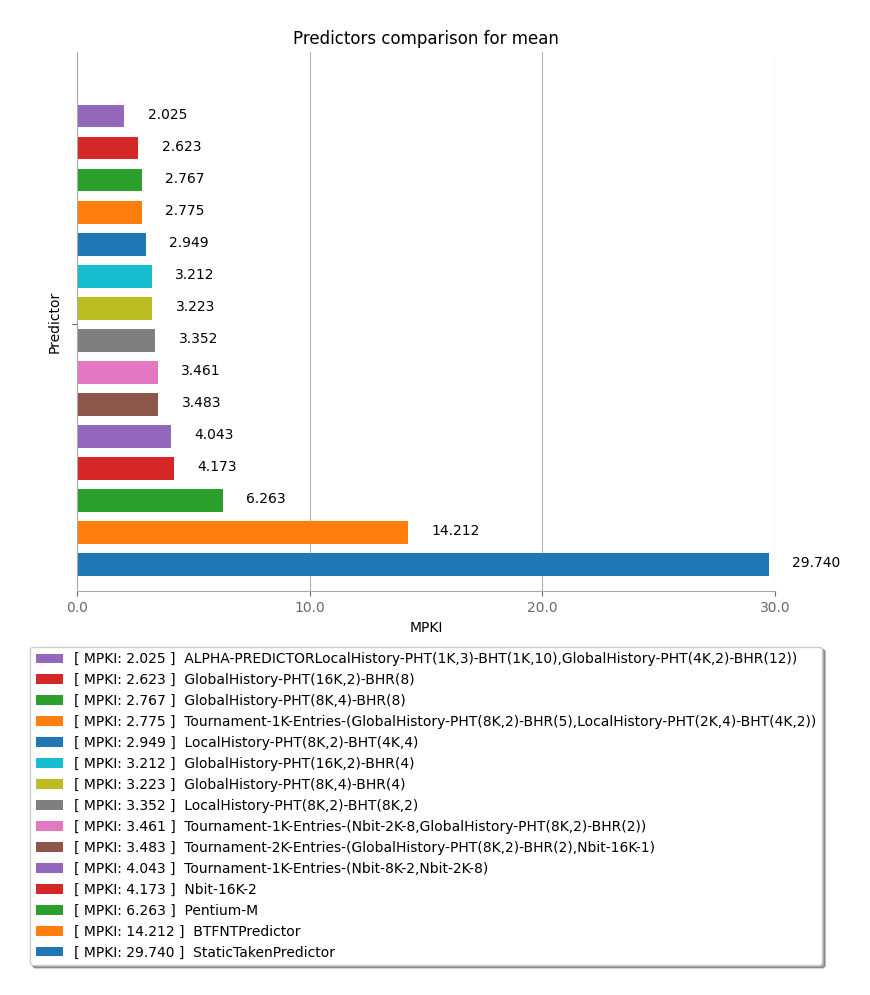 Predictors comparison for mean
2.025
2.623
2.767
2.775
2.949
3.212
3.223
3.352
3.461
3.483
4.043
4.173
6.263
14.212
29.740
Predictor
0.0 10.0 20.0 30.0
MPKI
[ MPKI: 2.025 ] ALPHA-PREDICTORLocalHistory-PHT(1K,3)-BHT(1K,10),GlobalHistory-PHT(4K,2)-BHR(12))
[ MPKI: 2.623 ] GlobalHistory-PHT(16K,2)-BHR(8)
[ MPKI: 2.767 ] GlobalHistory-PHT(8K,4)-BHR(8)
[ MPKI: 2.775 ] Tournament-1K-Entries-(GlobalHistory-PHT(8K,2)-BHR(5),LocalHistory-PHT(2K,4)-BHT(4K,2))
[ MPKI: 2.949 ] LocalHistory-PHT(8K,2)-BHT(4K,4)
[ MPKI: 3.212 ] GlobalHistory-PHT(16K,2)-BHR(4)
[ MPKI: 3.223 ] GlobalHistory-PHT(8K,4)-BHR(4)
[ MPKI: 3.352 ] LocalHistory-PHT(8K,2)-BHT(8K,2)
[ MPKI: 3.461 ] Tournament-1K-Entries-(Nbit-2K-8,GlobalHistory-PHT(8K,2)-BHR(2))
[ MPKI: 3.483 ] Tournament-2K-Entries-(GlobalHistory-PHT(8K,2)-BHR(2),Nbit-16K-1)
[ MPKI: 4.043 ] Tournament-1K-Entries-(Nbit-8K-2,Nbit-2K-8)
[ MPKI: 4.173 ] Nbit-16K-2
[ MPKI: 6.263 ] Pentium-M
[ MPKI: 14.212 ] BTFNTPredictor
[ MPKI: 29.740 ] StaticTakenPredictor